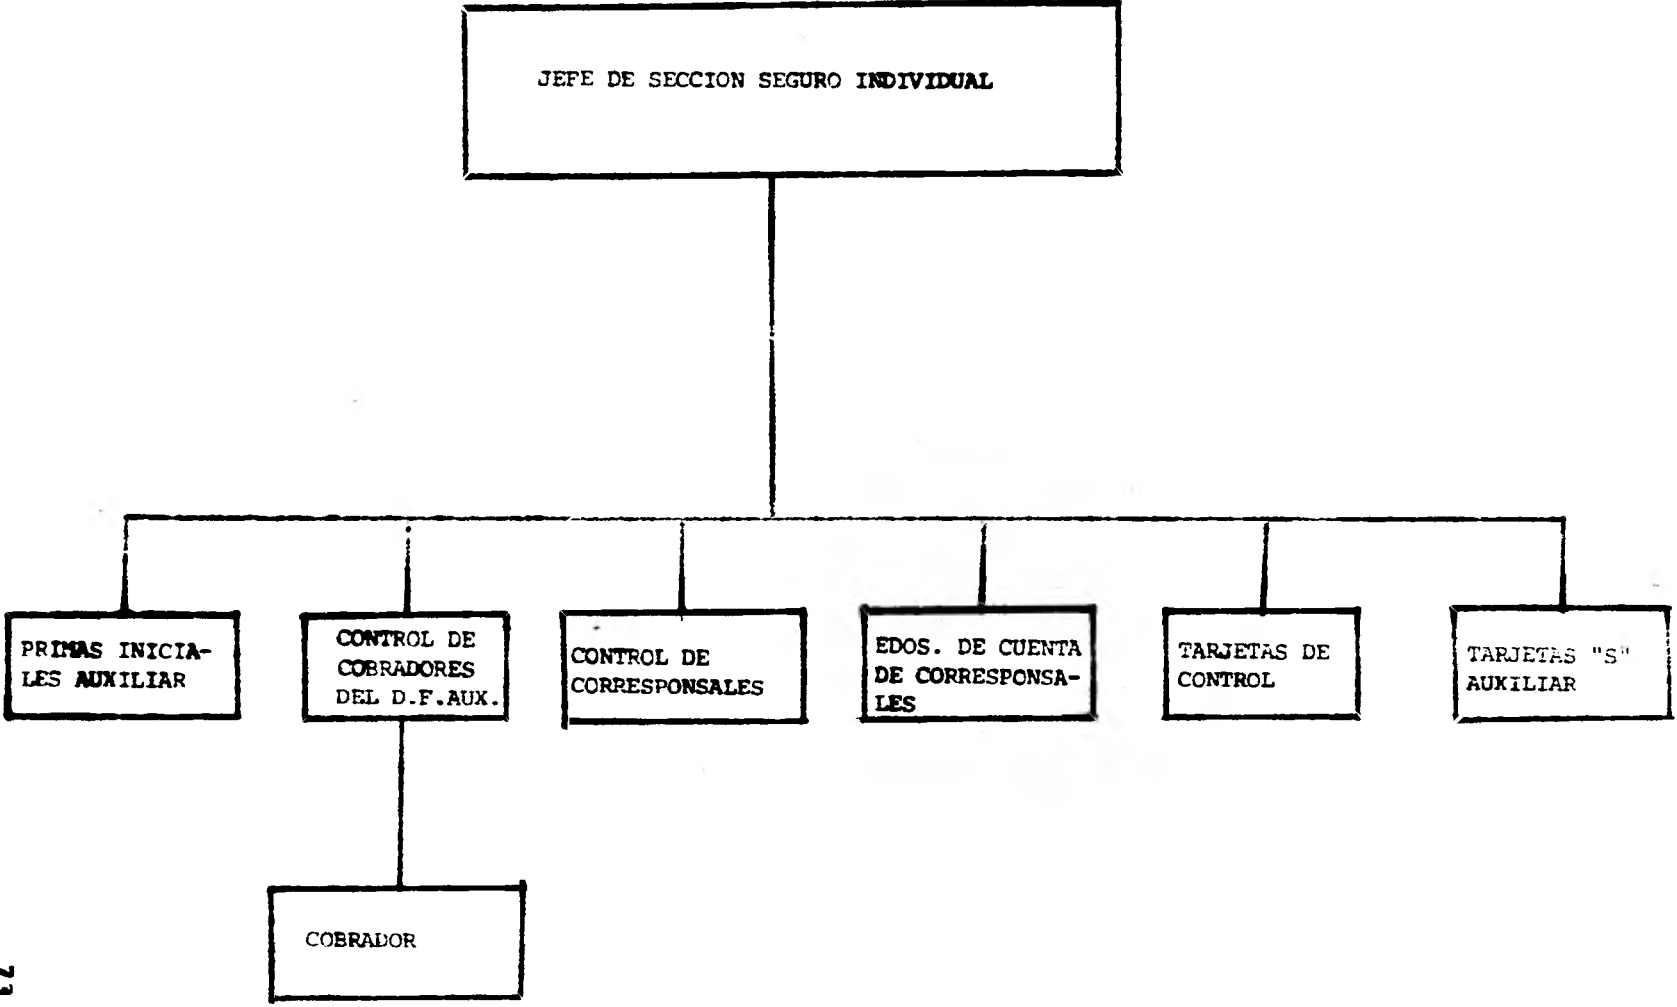 JEFE DE SECCION SEGURO INDIVIDUAL
PRIMAS INICIA-
LES AUXILIAR
CONTROL DE
COBRADORES
DEL D.F.AUX.
CONTROL DE
CORRESPONSALES
EDOS. DE CUENTA
DE CORRESPONSA-
LES
TARJETAS DE
CONTROL
TARJETAS "S"
AUXILIAR
COBRADOR